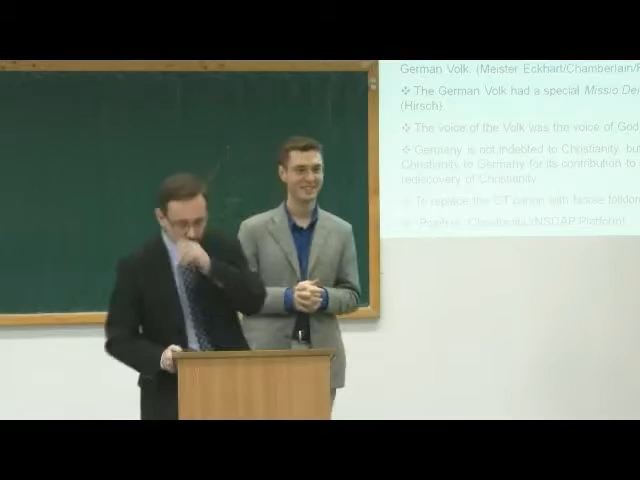 German Volk. (Meister Eckhart/Chamberlain/
❖ The German Volk had a special Missio Dei
(Hirsch).
❖ The voice of the Volk was the voice of God
❖ Germany is not indebted to Christianity, but
Christianity to Germany for its contribution to
rediscovery of Christianity.
❖ To replace the OT canon with Nordic folklore
Christianity (NSDAP Platform)